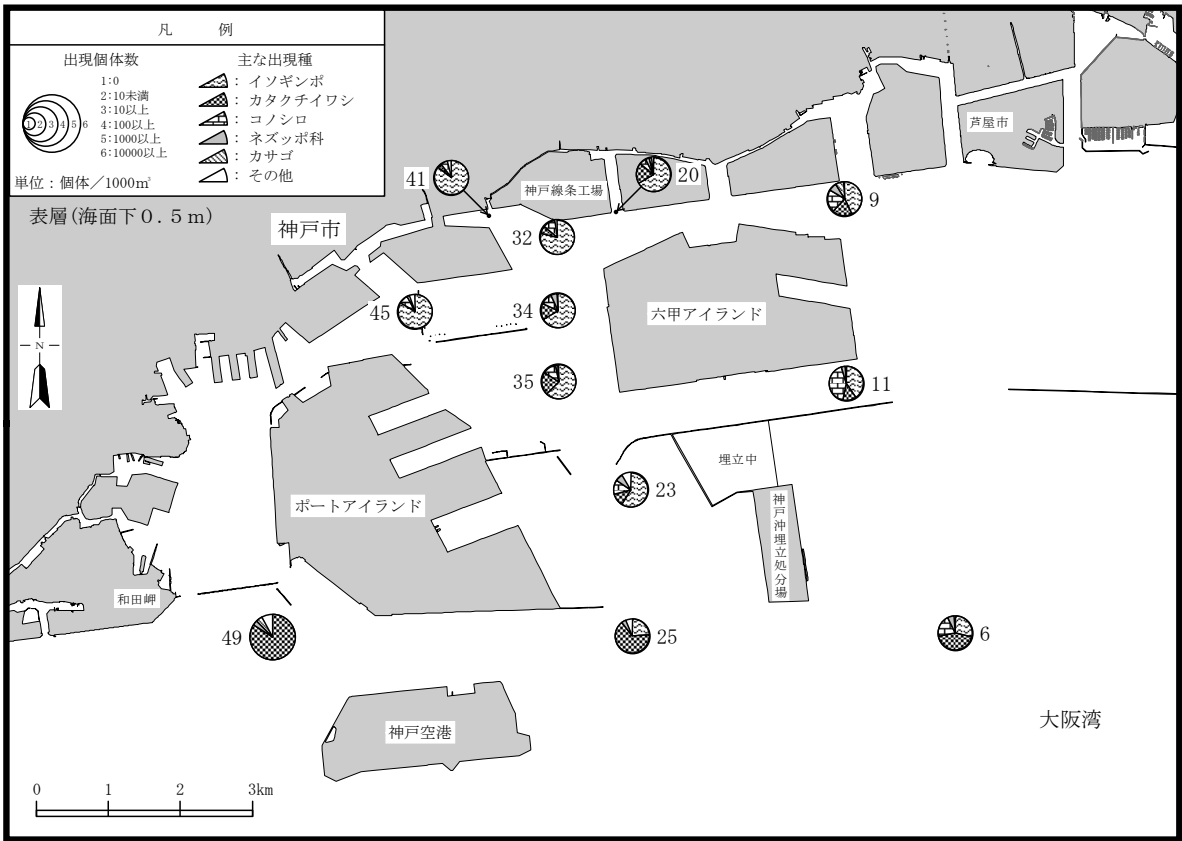 凡 例
出現個体数
1:0
2:10未満
3:10以上
4:100以上
5:1000以上
6:10000以上
1 2 3 4 5 6
単位：個体／1000m³
主な出現種
：イソギンポ
：カタクチイワシ
：コノシロ
：ネズッポ科
：カサゴ
：その他
表層(海面下０.５ｍ)
芦屋市
41
神戸線条工場
20
9
神戸市
32
N
45
34
六甲アイランド
35
11
埋立中
23
ポートアイランド
神戸沖埋立処分場
和田岬
49
25
6
神戸空港
大阪湾
0 1 2 3km